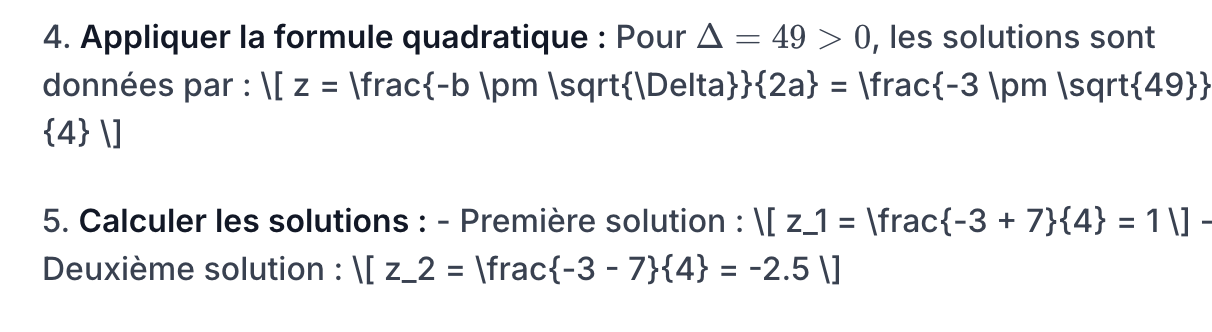 4. Appliquer la formule quadratique : Pour Δ = 49 > 0, les solutions sont
données par : \[ z = \frac{-b \pm \sqrt{\Delta}}{2a} = \frac{-3 \pm \sqrt{49}}
{4} \]
5. Calculer les solutions : - Première solution : \[ z_1 = \frac{-3 + 7}{4} = 1 \] -
Deuxième solution : \[ z_2 = \frac{-3 - 7}{4} = -2.5 \]